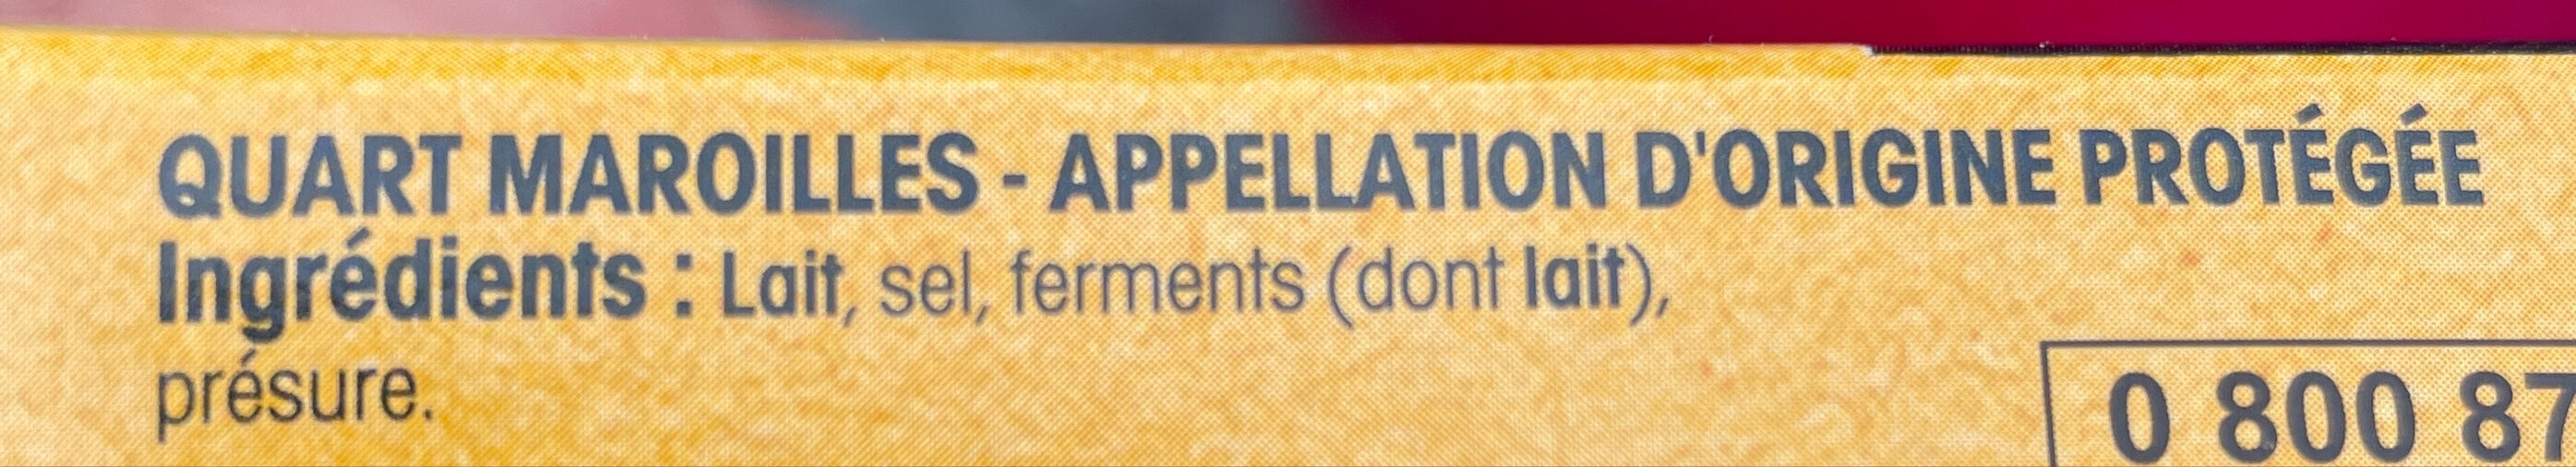 QUART MAROILLES - APPELLATION D'ORIGINE PROTÉGÉE
Ingrédients : Lait, sel, ferments (dont lait),
présure.
0 800 87